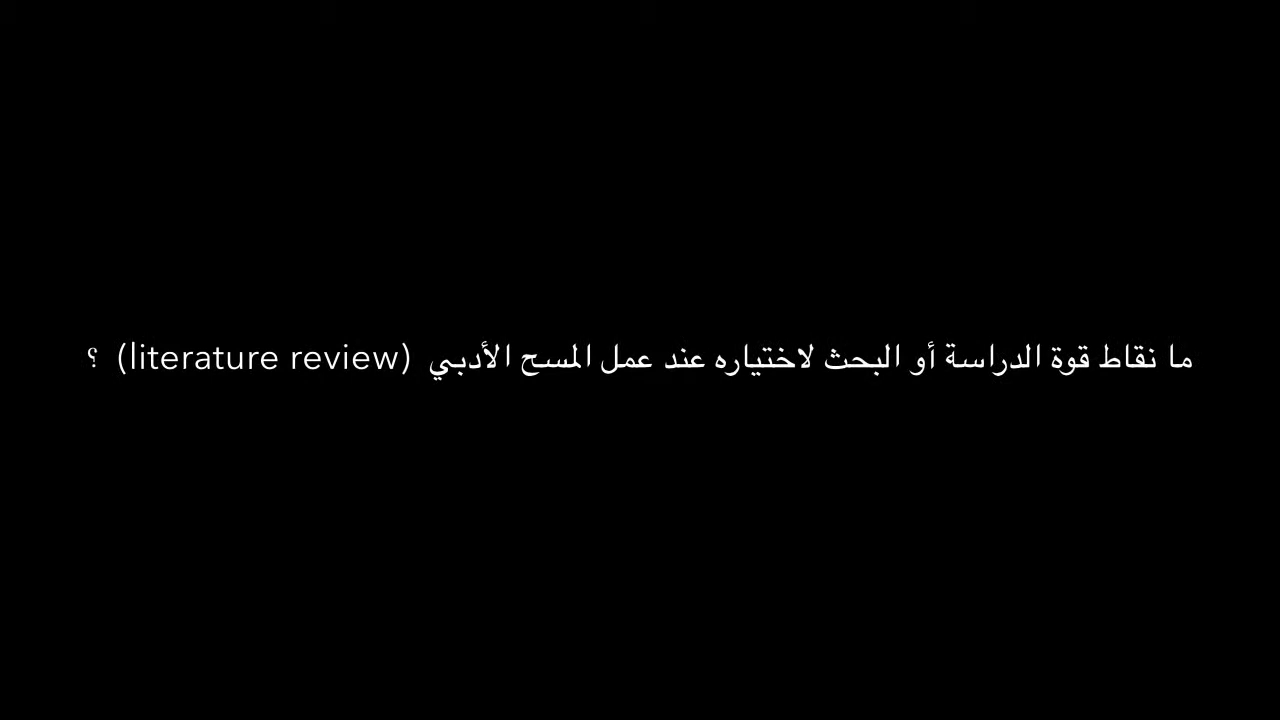 ما نقاط قوة الدراسة أو البحث لاختياره عند عمل المسح الأدبي (literature review) ؟